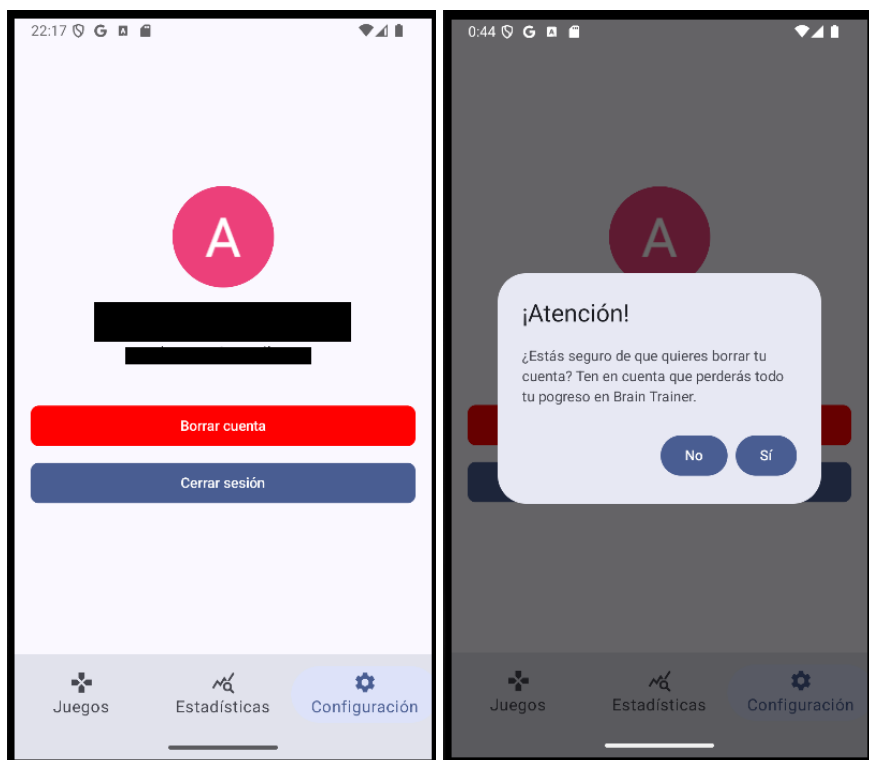 22:17
A
Borrar cuenta
Cerrar sesión
Juegos
Estadísticas
Configuración
0:44
A
¡Atención!
¿Estás seguro de que quieres borrar tu
cuenta? Ten en cuenta que perderás todo
tu pogreso en Brain Trainer.
No
Sí
Juegos
Estadísticas
Configuración